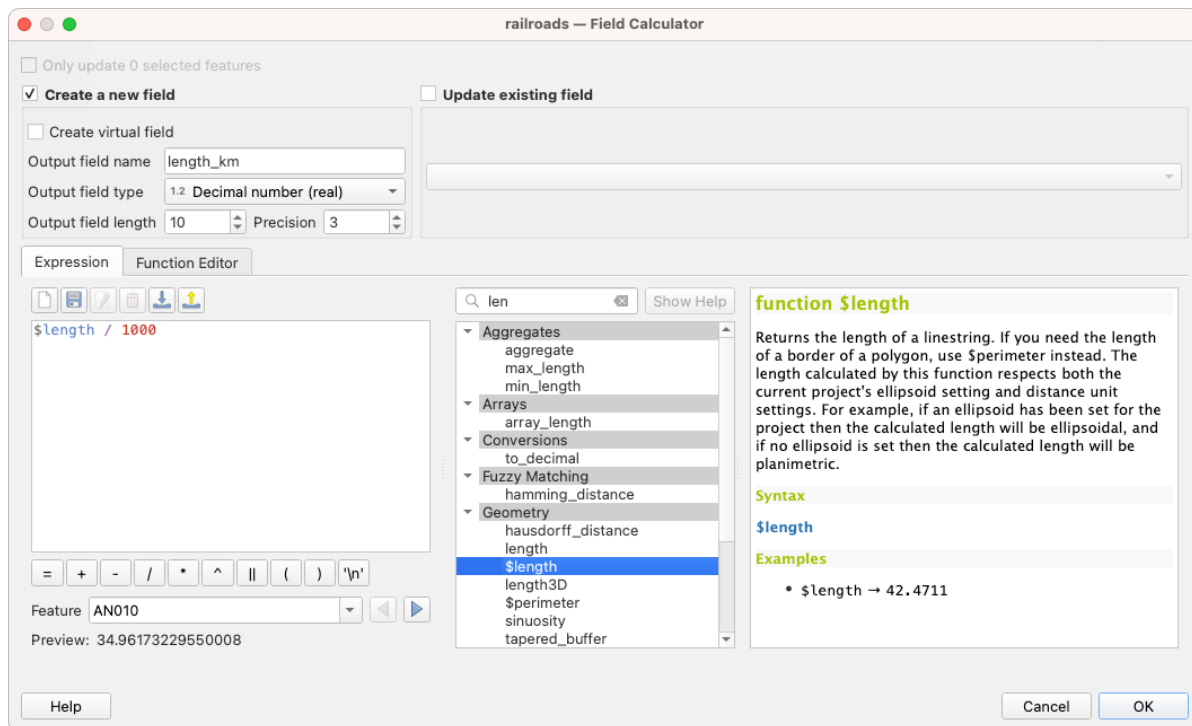 railroads — Field Calculator
Only update 0 selected features
Create a new field
Update existing field
Create virtual field
Output field name length_km
Output field type 1.2 Decimal number (real)
Output field length 10 Precision 3
Expression Function Editor
len Show Help
$length / 1000
Aggregates
aggregate
max_length
min_length
Arrays
array_length
Conversions
to_decimal
Fuzzy Matching
hamming_distance
Geometry
hausdorff_distance
length
$length
length3D
$perimeter
sinuosity
tapered_buffer
function $length
Returns the length of a linestring. If you need the length
of a border of a polygon, use $perimeter instead. The
length calculated by this function respects both the
current project's ellipsoid setting and distance unit
settings. For example, if an ellipsoid has been set for the
project then the calculated length will be ellipsoidal, and
if no ellipsoid is set then the calculated length will be
planimetric.
Syntax
$length
Examples
• $length → 42.4711
= + - / * ^ || ( ) '\n'
Feature AN010
Preview: 34.96173229550008
Help Cancel OK